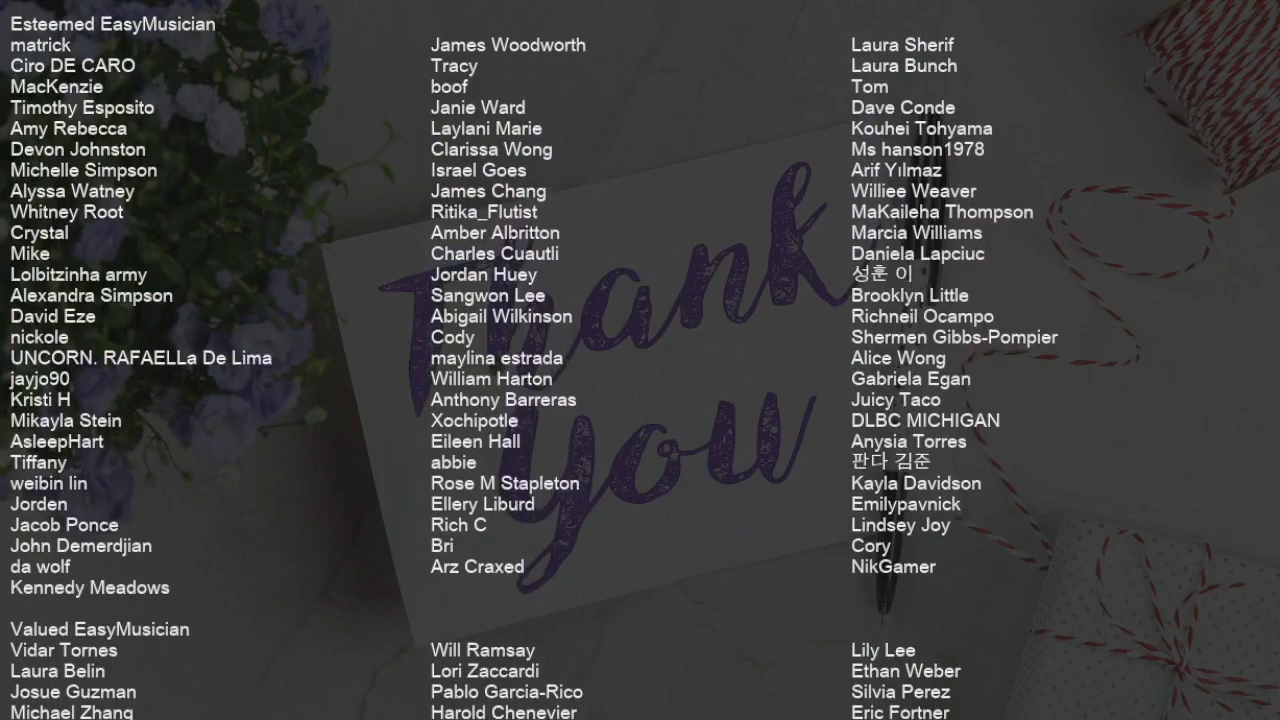 Esteemed EasyMusician
matrick
Ciro DE CARO
MacKenzie
Timothy Esposito
Amy Rebecca
Devon Johnston
Michelle Simpson
Alyssa Watney
Whitney Root
Crystal
Mike
Lolbitzinha army
Alexandra Simpson
David Eze
nickole
UNCORN. RAFAELLa De Lima
jayjo90
Kristi H
Mikayla Stein
AsleepHart
Tiffany
weibin lin
Jorden
Jacob Ponce
John Demerdjian
da wolf
Kennedy Meadows
James Woodworth
Tracy
boof
Janie Ward
Laylani Marie
Clarissa Wong
Israel Goes
James Chang
Ritika_Flutist
Amber Albritton
Charles Cuautli
Jordan Huey
Sangwon Lee
Abigail Wilkinson
Cody
maylina estrada
William Harton
Anthony Barreras
Xochipotle
Eileen Hall
abbie
Rose M Stapleton
Ellery Liburd
Rich C
Bri
Arz Craxed
Laura Sherif
Laura Bunch
Tom
Dave Conde
Kouhei Tohyama
Ms hanson1978
Arif Yılmaz
Williee Weaver
MaKaileha Thompson
Marcia Williams
Daniela Lapciuc
성훈 이
Brooklyn Little
Richneil Ocampo
Shermen Gibbs-Pompier
Alice Wong
Gabriela Egan
Juicy Taco
DLBC MICHIGAN
Anysia Torres
판다 김준
Kayla Davidson
Emilypavnick
Lindsey Joy
Cory
NikGamer
Valued EasyMusician
Vidar Tornes
Laura Belin
Josue Guzman
Michael Zhang
Will Ramsay
Lori Zaccardi
Pablo Garcia-Rico
Harold Chenevier
Lily Lee
Ethan Weber
Silvia Perez
Eric Fortner
Thank
you